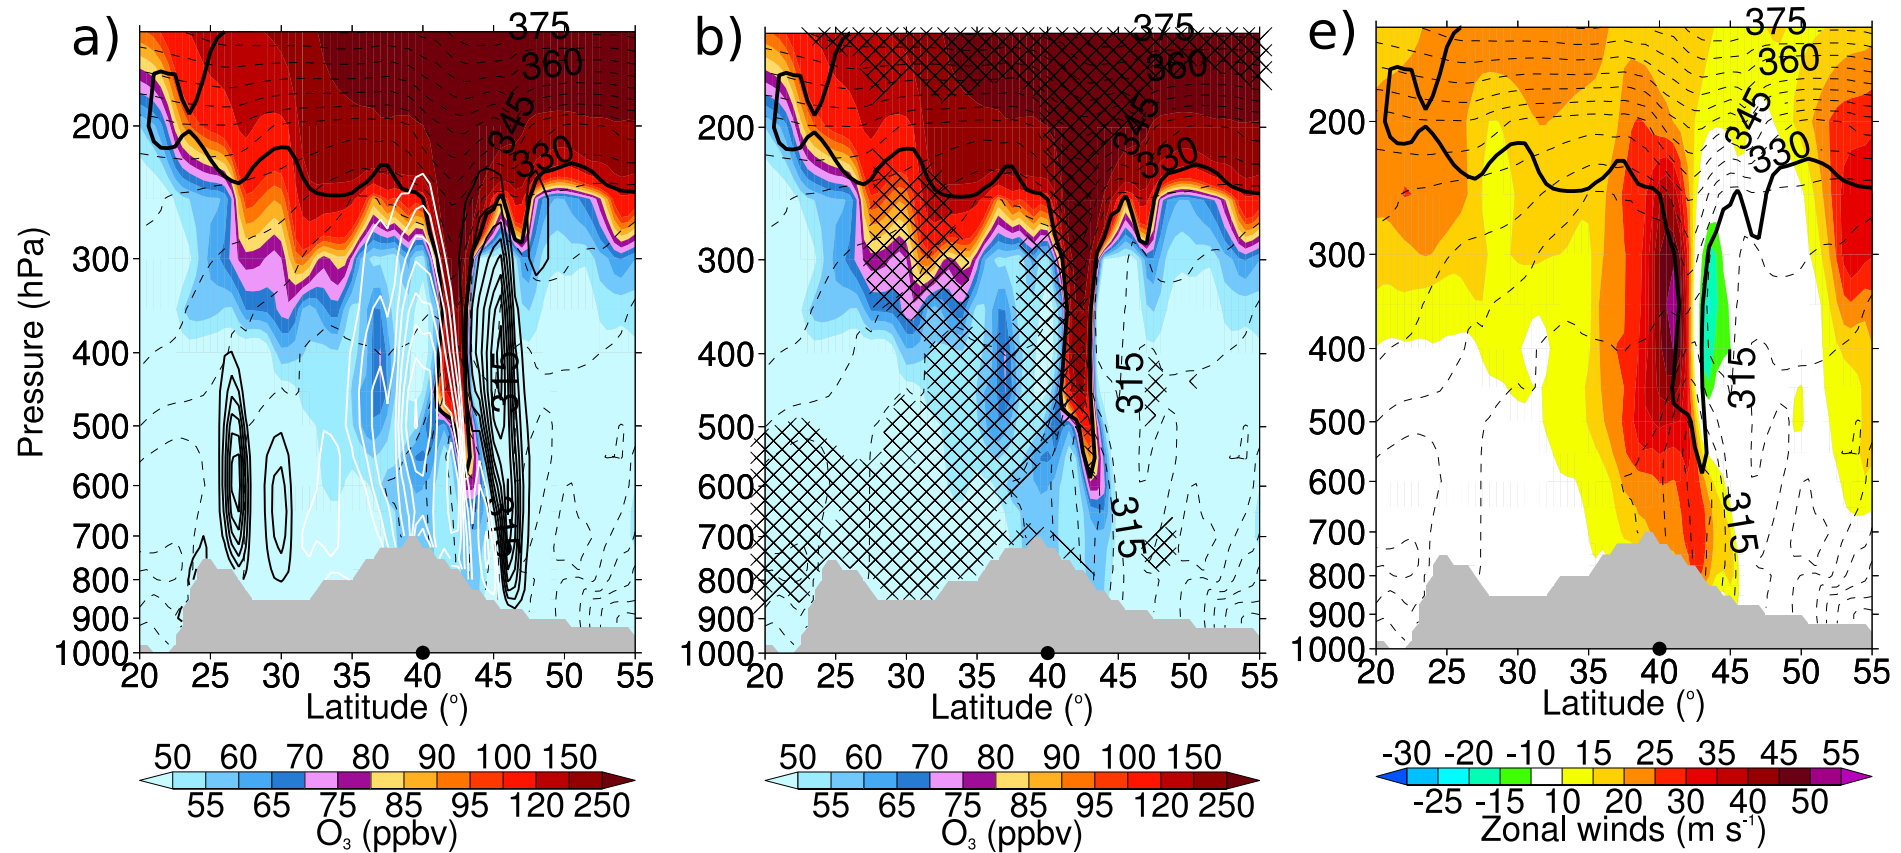 a)
375
360
345
330
315
315
200
300
400
500
600
700
800
900
1000
Pressure (hPa)
20 25 30 35 40 45 50 55
Latitude (°)
50 60 70 80 90 100 150
55 65 75 85 95 120 250
O₃ (ppbv)
b)
375
360
345
330
315
315
200
300
400
500
600
700
800
900
1000
20 25 30 35 40 45 50 55
Latitude (°)
50 60 70 80 90 100 150
55 65 75 85 95 120 250
O₃ (ppbv)
e)
375
360
345
330
315
315
200
300
400
500
600
700
800
900
1000
20 25 30 35 40 45 50 55
Latitude (°)
-30 -20 -10 15 25 35 45 55
-25 -15 10 20 30 40 50
Zonal winds (m s⁻¹)